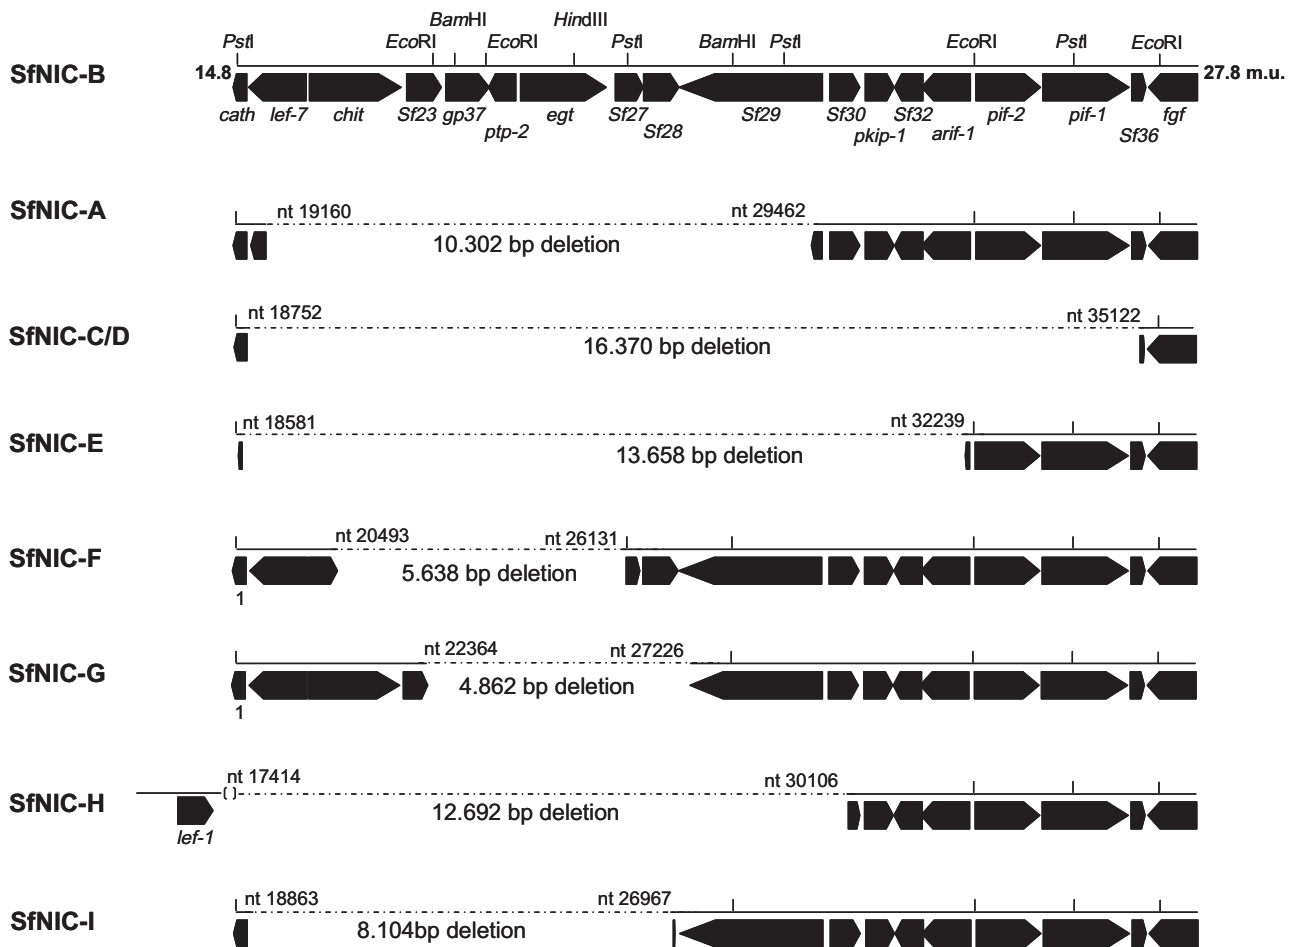 BamHI HindIII
PstI EcoRI EcoRI PstI BamHI PstI EcoRI PstI EcoRI
SfNIC-B 14.8 27.8 m.u.
cath lef-7 chit Sf23 gp37 egt Sf27 Sf29 Sf30 Sf32 pif-2 pif-1 fgf
ptp-2 Sf28 pkip-1 arif-1 Sf36
SfNIC-A nt 19160 nt 29462
10.302 bp deletion
nt 18752 nt 35122
SfNIC-C/D
16.370 bp deletion
nt 18581 nt 32239
SfNIC-E
13.658 bp deletion
nt 20493 nt 26131
SfNIC-F
5.638 bp deletion
1
nt 22364 nt 27226
SfNIC-G
4.862 bp deletion
1
nt 17414 nt 30106
SfNIC-H
12.692 bp deletion
lef-1
nt 18863 nt 26967
SfNIC-I
8.104bp deletion